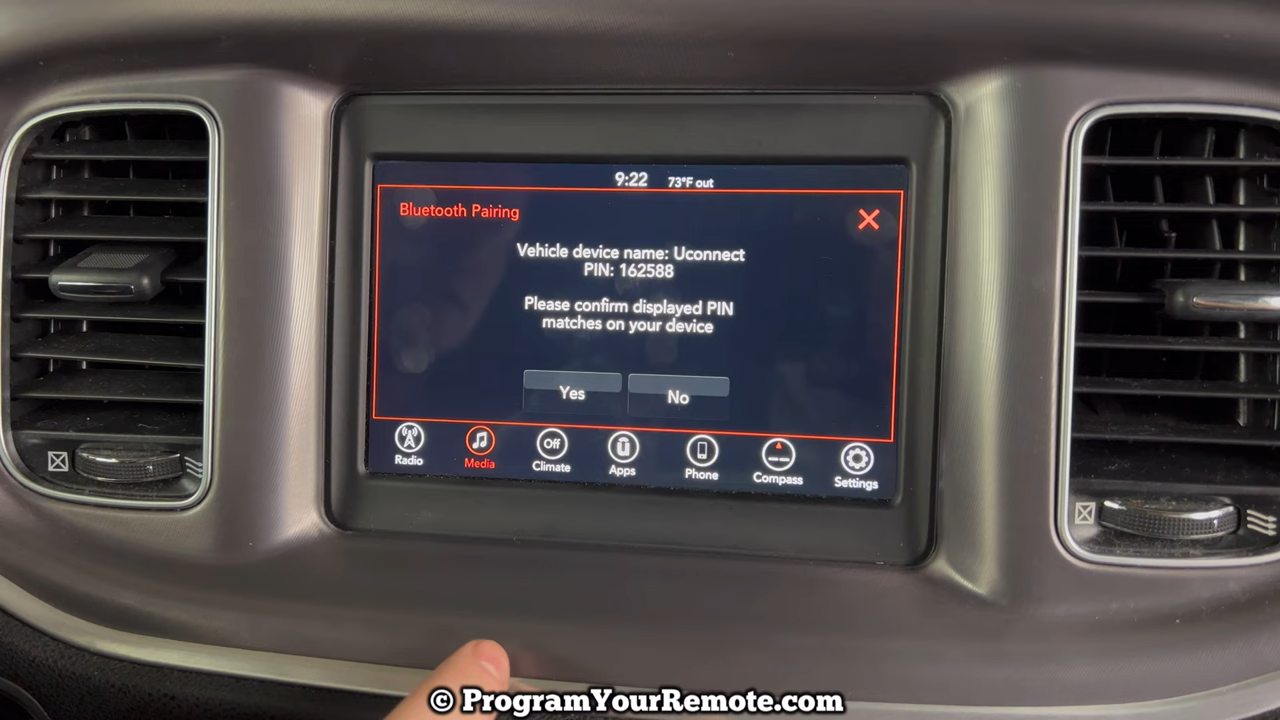 9:22 73°F out
Bluetooth Pairing
Vehicle device name: Uconnect
PIN: 162588
Please confirm displayed PIN
matches on your device
Yes No
Radio Media Off Climate Apps Phone Compass Settings
© ProgramYourRemote.com